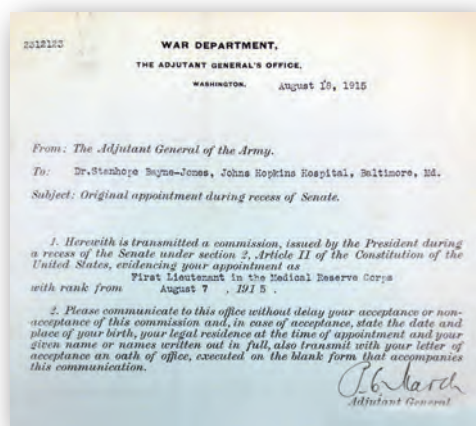 2312123
WAR DEPARTMENT,
THE ADJUTANT GENERAL'S OFFICE,
WASHINGTON, August 18, 1915
From: The Adjutant General of the Army.
To: Dr.Stanhope Bayne-Jones, Johns Hopkins Hospital, Baltimore, Md.
Subject: Original appointment during recess of Senate.
1. Herewith is transmitted a commission, issued by the President during
a recess of the Senate under section 2, Article II of the Constitution of the
United States, evidencing your appointment as
First Lieutenant in the Medical Reserve Corps
with rank from August 7 , 1915.
2. Please communicate to this office without delay your acceptance or non-
acceptance of this commission and, in case of acceptance, state the date and
place of your birth, your legal residence at the time of appointment and your
given name or names written out in full, also transmit with your letter of
acceptance an oath of office, executed on the blank form that accompanies
this communication.
March
Adjutant General